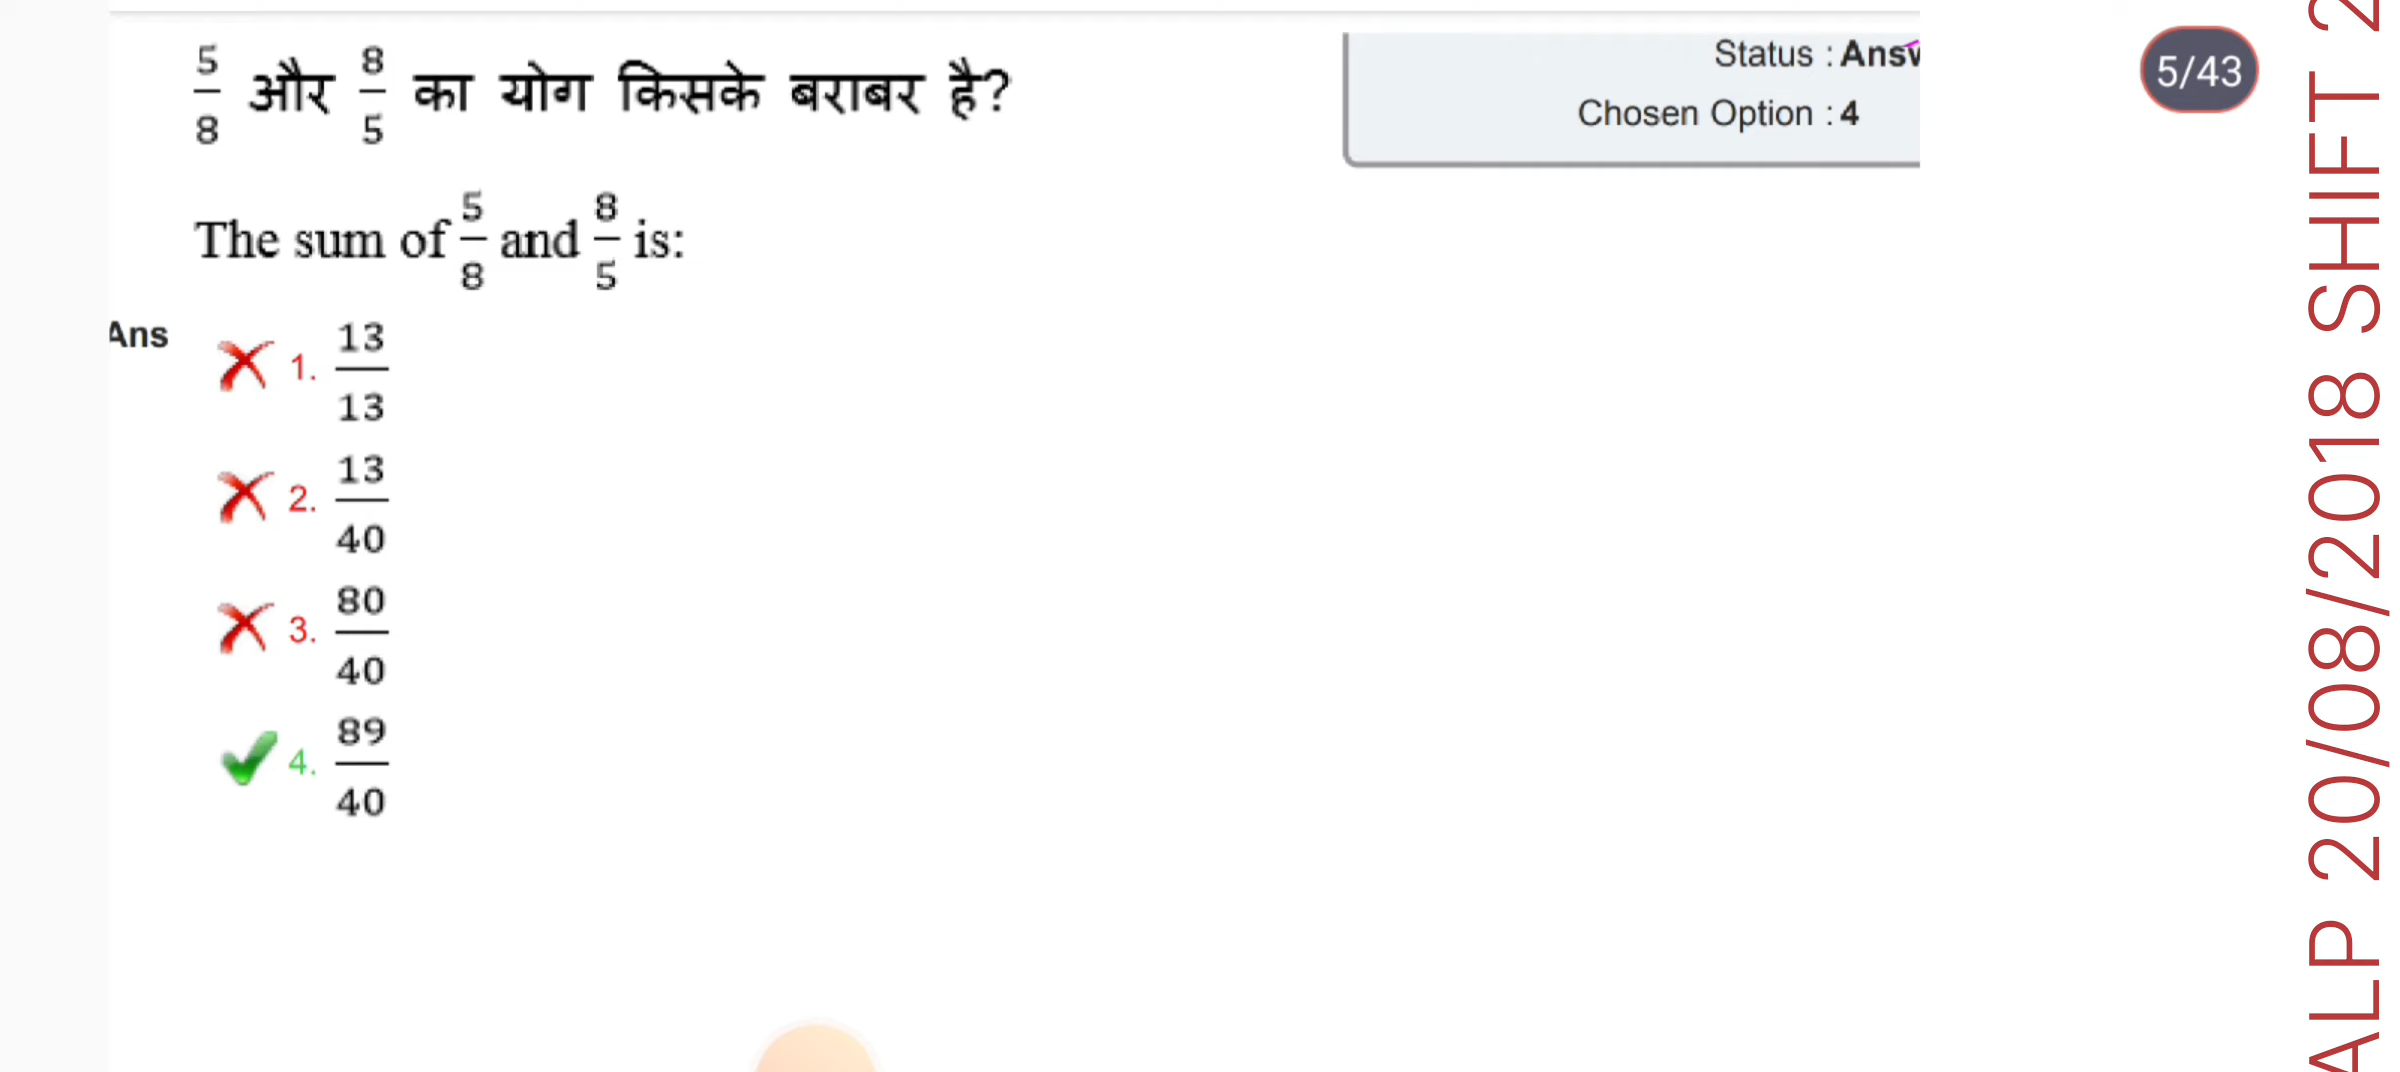 5/8 और 8/5 का योग किसके बराबर है?
The sum of 5/8 and 8/5 is:
Ans
1. 13/13
2. 13/40
3. 80/40
4. 89/40
Status :
Chosen Option : 4
5/43
ALP 20/08/2018 SHIFT 2